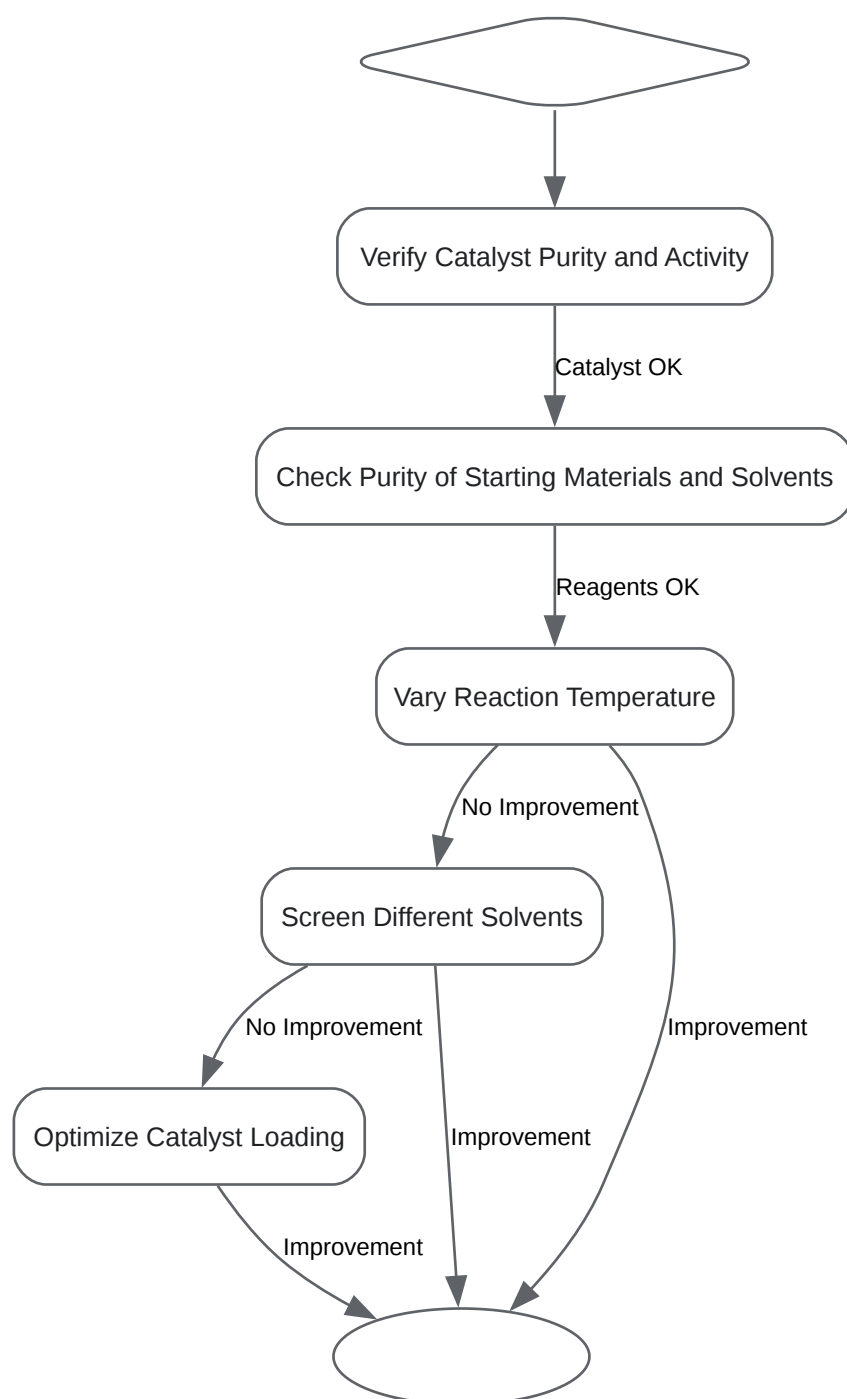 Verify Catalyst Purity and Activity
Catalyst OK
Check Purity of Starting Materials and Solvents
Reagents OK
Vary Reaction Temperature
No Improvement
Screen Different Solvents
No Improvement
Improvement
Optimize Catalyst Loading
Improvement
Improvement